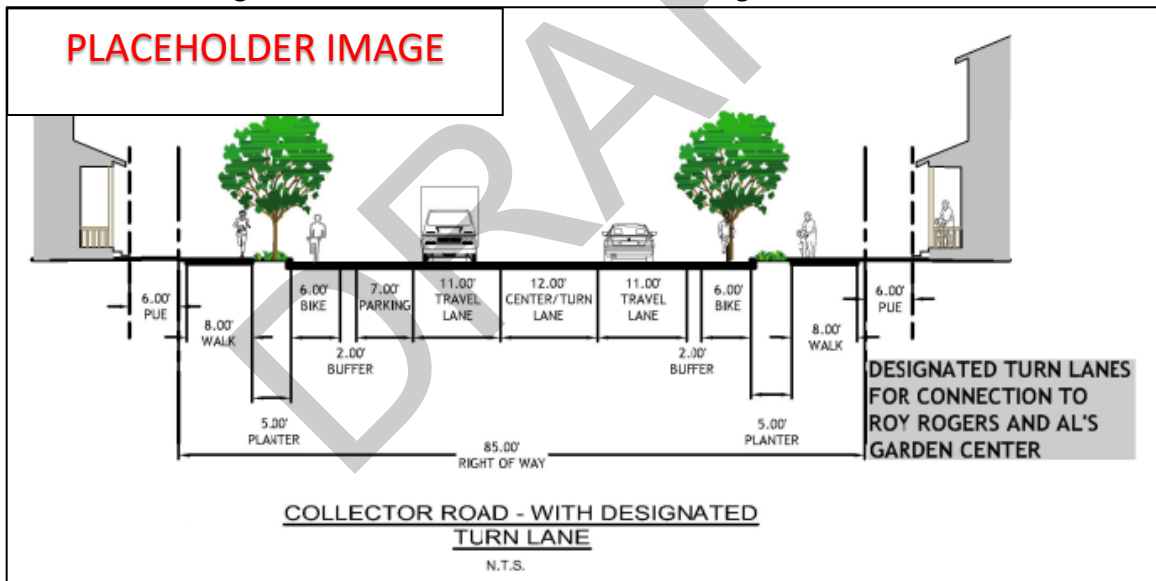 PLACEHOLDER IMAGE
DRAF
6.00'
PUE
8.00'
WALK
5.00'
PLANTER
6.00'
BIKE
2.00'
BUFFER
7.00'
PARKING
11.00'
TRAVEL
LANE
12.00'
CENTER/TURN
LANE
11.00'
TRAVEL
LANE
2.00'
BUFFER
6.00'
BIKE
5.00'
PLANTER
8.00'
WALK
6.00'
PUE
85.00'
RIGHT OF WAY
DESIGNATED TURN LANES
FOR CONNECTION TO
ROY ROGERS AND AL'S
GARDEN CENTER
COLLECTOR ROAD - WITH DESIGNATED
TURN LANE
N.T.S.